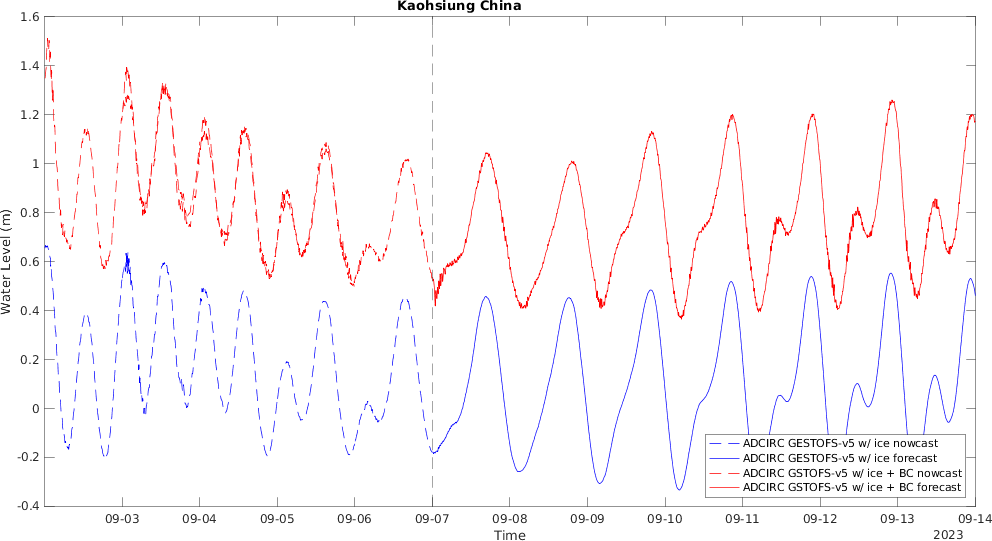 Kaohsiung China
1.6
1.4
1.2
1
0.8
0.6
0.4
0.2
0
-0.2
-0.4
Water Level (m)
ADCIRC GESTOFS-v5 w/ ice nowcast
ADCIRC GESTOFS-v5 w/ ice forecast
ADCIRC GSTOFS-v5 w/ ice + BC nowcast
ADCIRC GSTOFS-v5 w/ ice + BC forecast
09-03 09-04 09-05 09-06 09-07 09-08 09-09 09-10 09-11 09-12 09-13 09-14
Time
2023